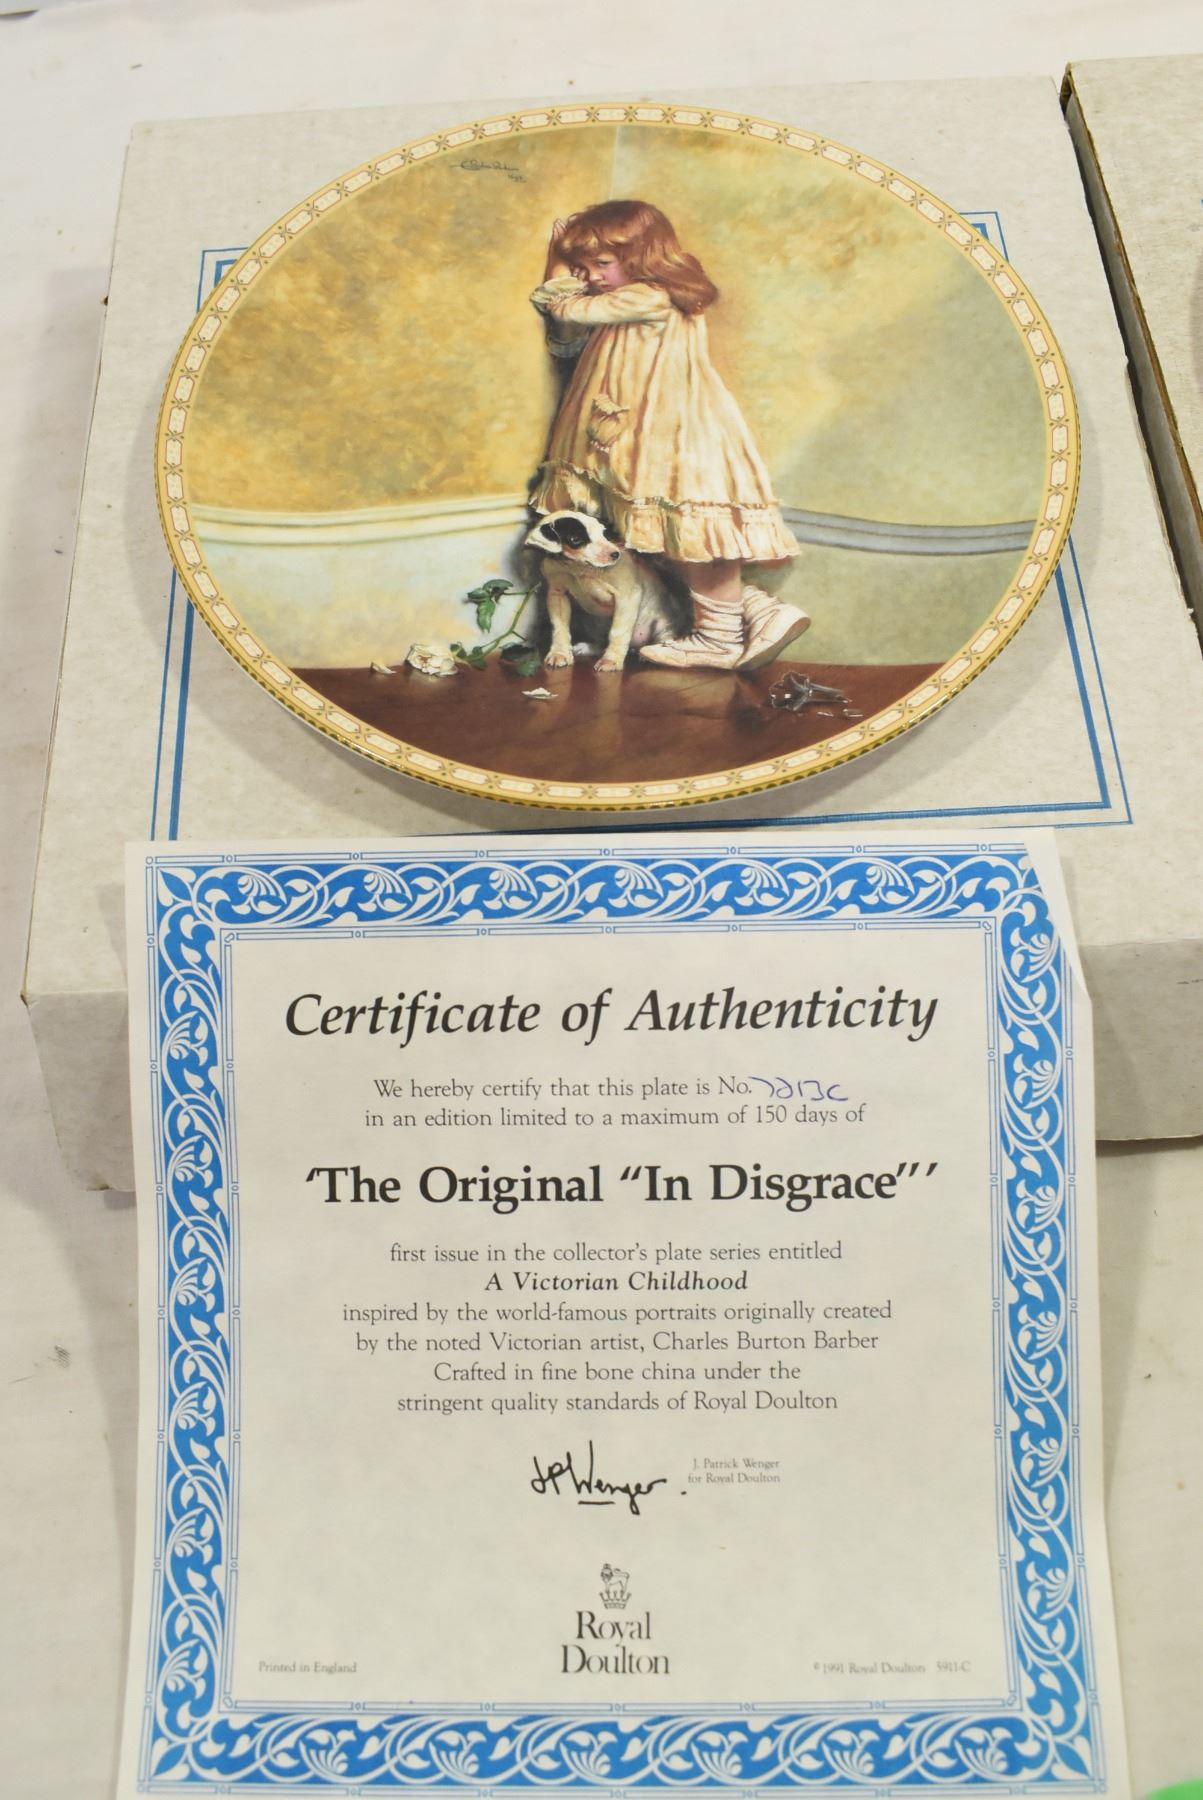 Certificate of Authenticity
We hereby certify that this plate is No.
in an edition limited to a maximum of 150 days of
'The Original “In Disgrace”'
first issue in the collector's plate series entitled
A Victorian Childhood
inspired by the world-famous portraits originally created
by the noted Victorian artist, Charles Burton Barber
Crafted in fine bone china under the
stringent quality standards of Royal Doulton
JP Wenger.
J. Patrick Wenger
for Royal Doulton
Royal
Doulton
Printed in England
© 1991 Royal Doulton 5911-C